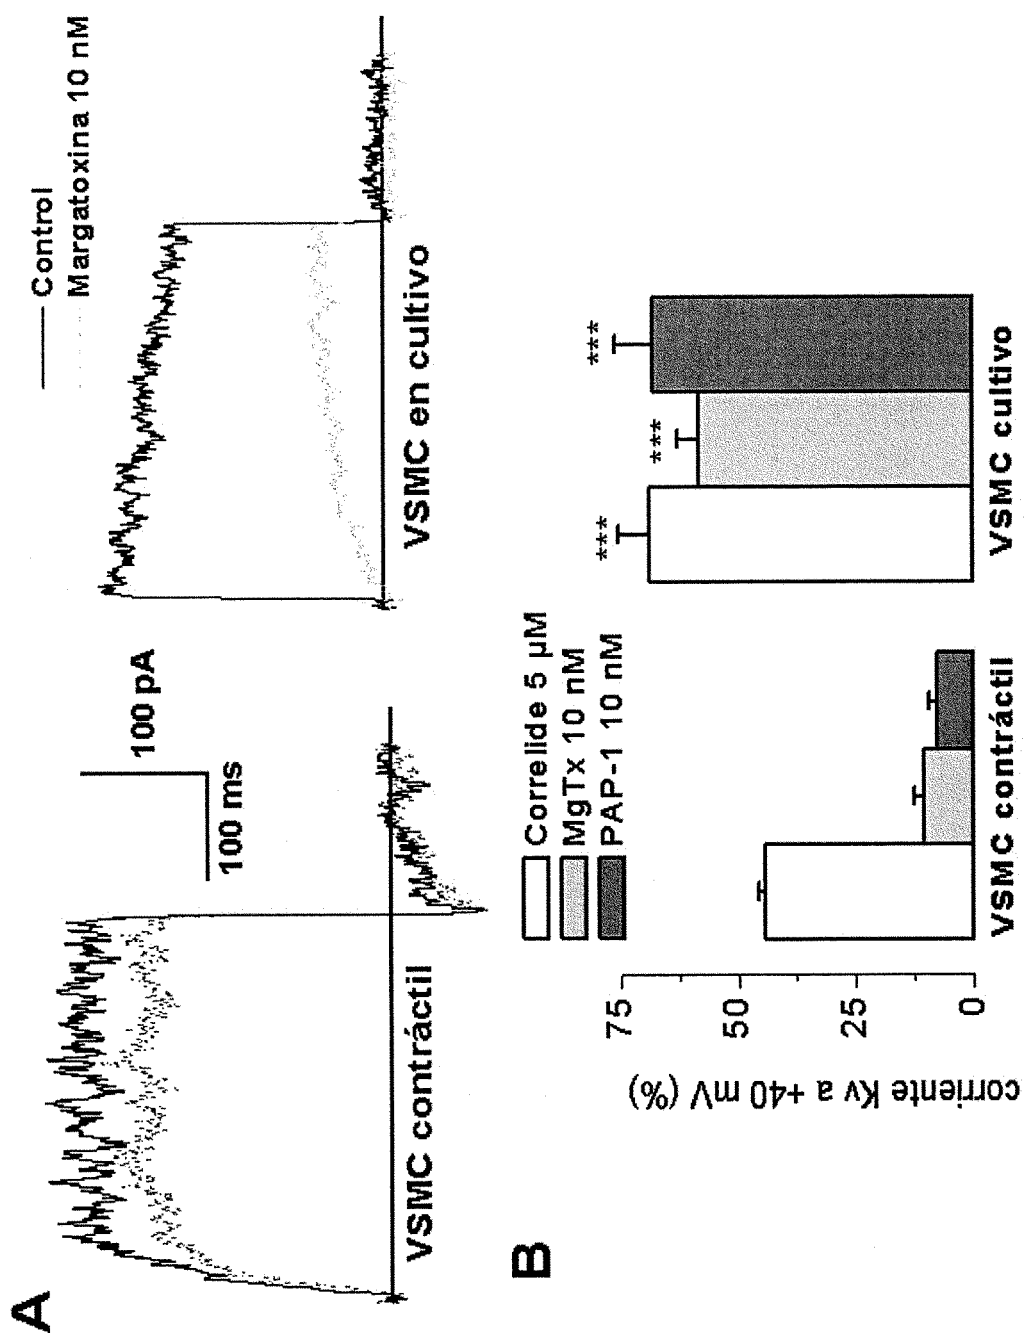 A
Control
Margatoxina 10 nM
100 pA
100 ms
VSMC contráctil
VSMC en cultivo
B
Correlide 5 µM
MgTx 10 nM
PAP-1 10 nM
corriente Kv a +40 mV (%)
75
50
25
0
***
***
***
VSMC contráctil
VSMC cultivo